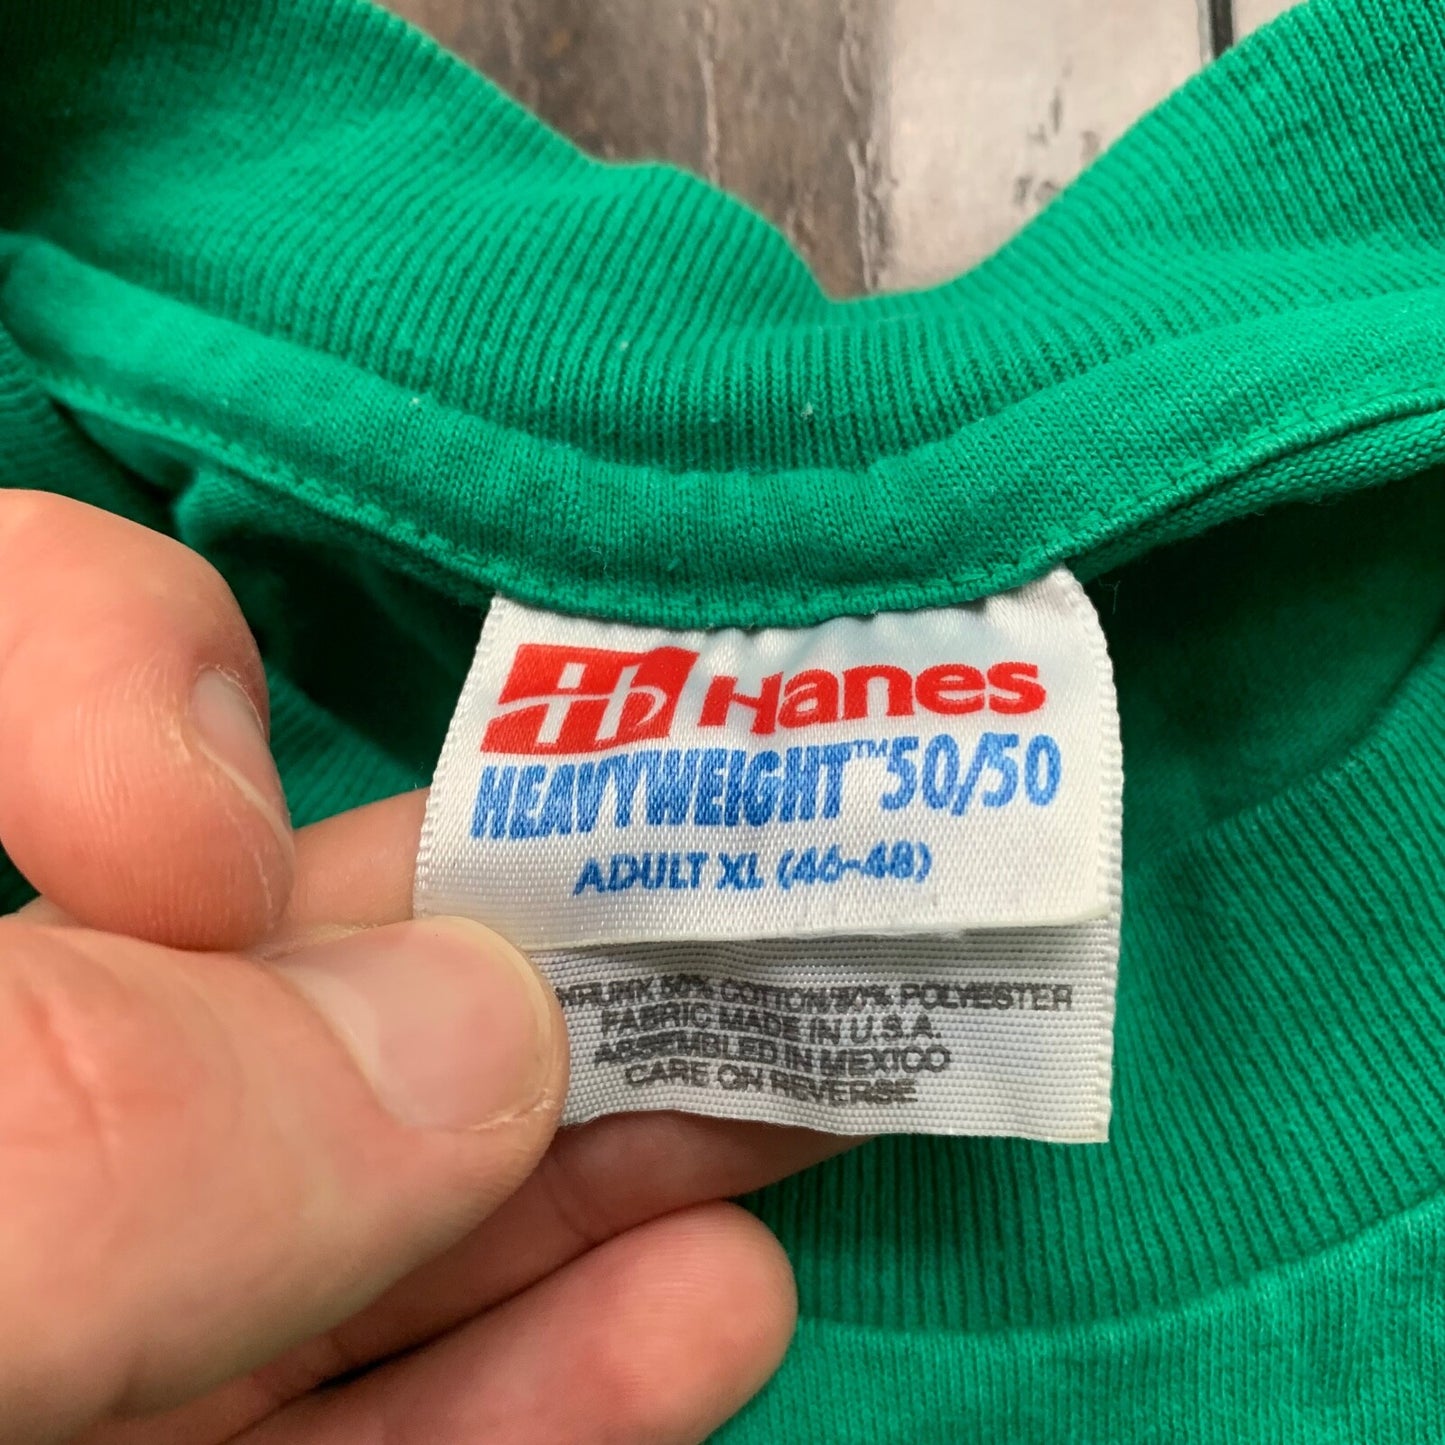 Hanes
HEAVYWEIGHT™ 50/50
ADULT XL (46-48)
50% COTTON 50% POLYESTER
FABRIC MADE IN U.S.A.
ASSEMBLED IN MEXICO
CARE ON REVERSE